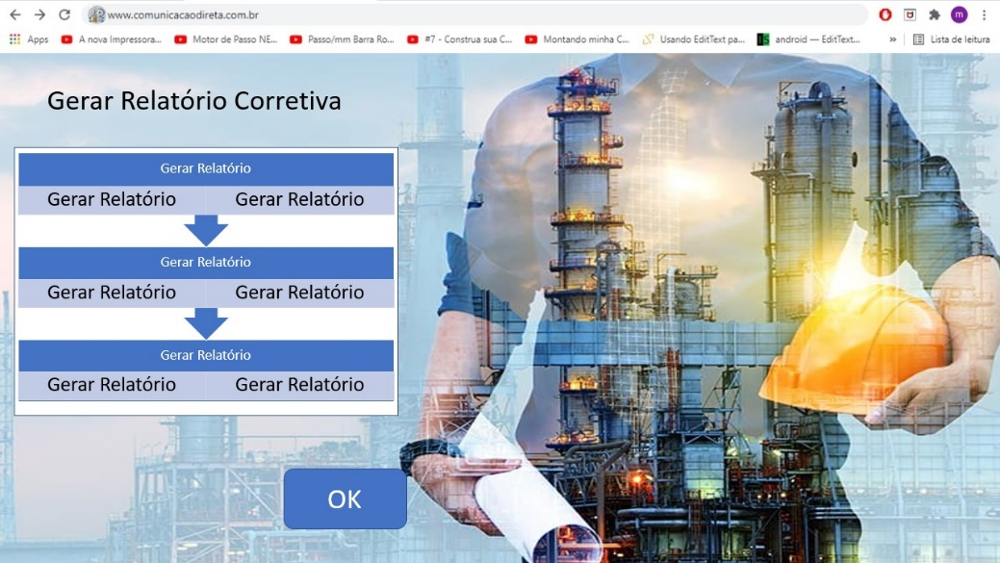 www.comunicacaodireta.com.br
Apps A nova Impressora... Motor de Passo NE... Passo/mm Barra Ro... #7 - Construa sua C... Montando minha C... Usando EditText pa... android — EditText... » Lista de leitura
Gerar Relatório Corretiva
Gerar Relatório
Gerar Relatório Gerar Relatório
Gerar Relatório
Gerar Relatório Gerar Relatório
Gerar Relatório
Gerar Relatório Gerar Relatório
OK